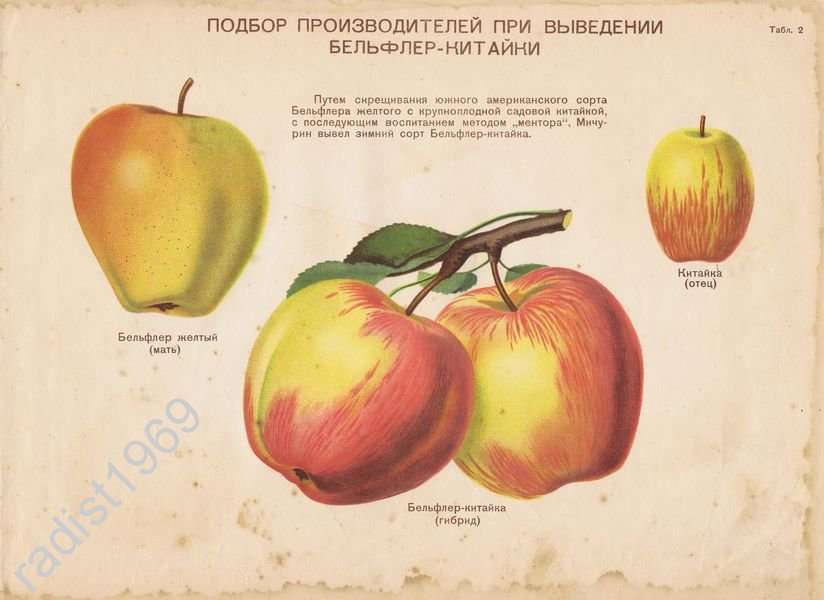 ПОДБОР ПРОИЗВОДИТЕЛЕЙ ПРИ ВЫВЕДЕНИИ
БЕЛЬФЛЕР-КИТАЙКИ
Табл. 2
Путем скрещивания южного американского сорта
Бельфлера желтого с крупноплодной садовой китайкой,
с последующим воспитанием методом „ментора“, Мичу-
рин вывел зимний сорт Бельфлер-китайка.
Китайка
(отец)
Бельфлер желтый
(мать)
Бельфлер-китайка
(гибрид)
radist1969